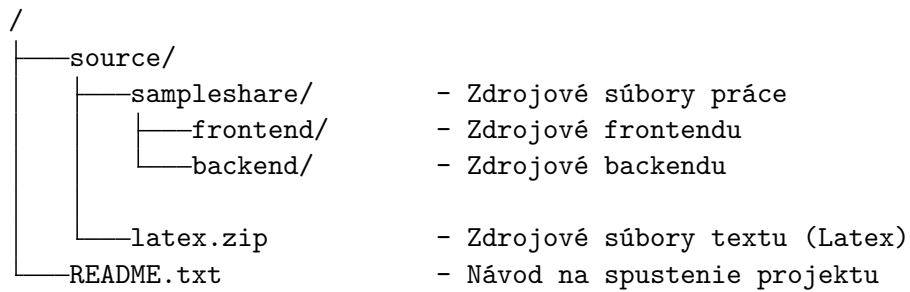 /
source/
sampleshare/ - Zdrojové súbory práce
frontend/ - Zdrojové frontendu
backend/ - Zdrojové backendu
latex.zip - Zdrojové súbory textu (Latex)
README.txt - Návod na spustenie projektu